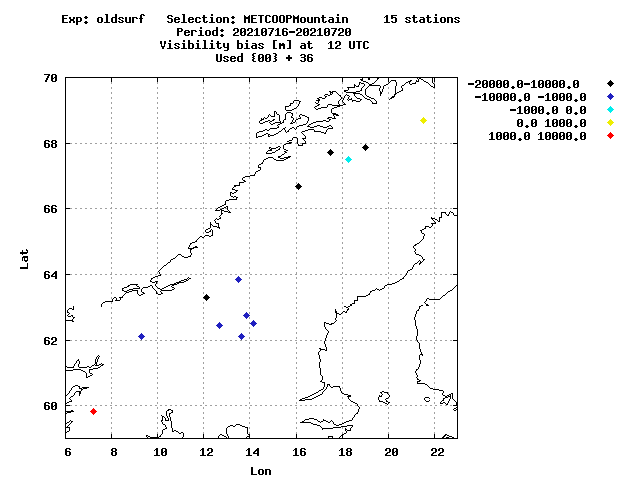 Exp: oldsurf   Selection: METCOOPMountain     15 stations
Period: 20210716-20210720
Visibility bias [m] at  12 UTC
Used {00} + 36
-20000.0-10000.0
-10000.0 -1000.0
-1000.0 0.0
0.0 1000.0
1000.0 10000.0
70
68
66
64
62
60
Lat
6 8 10 12 14 16 18 20 22
Lon